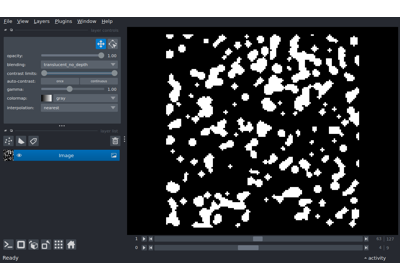 File View Layers Plugins Window Help
opacity: 1.00
blending: translucent_no_depth
contrast limits:
auto-contrast: once continuous
gamma: 1.00
colormap: gray
interpolation: nearest
Image
1
0
Ready
activity